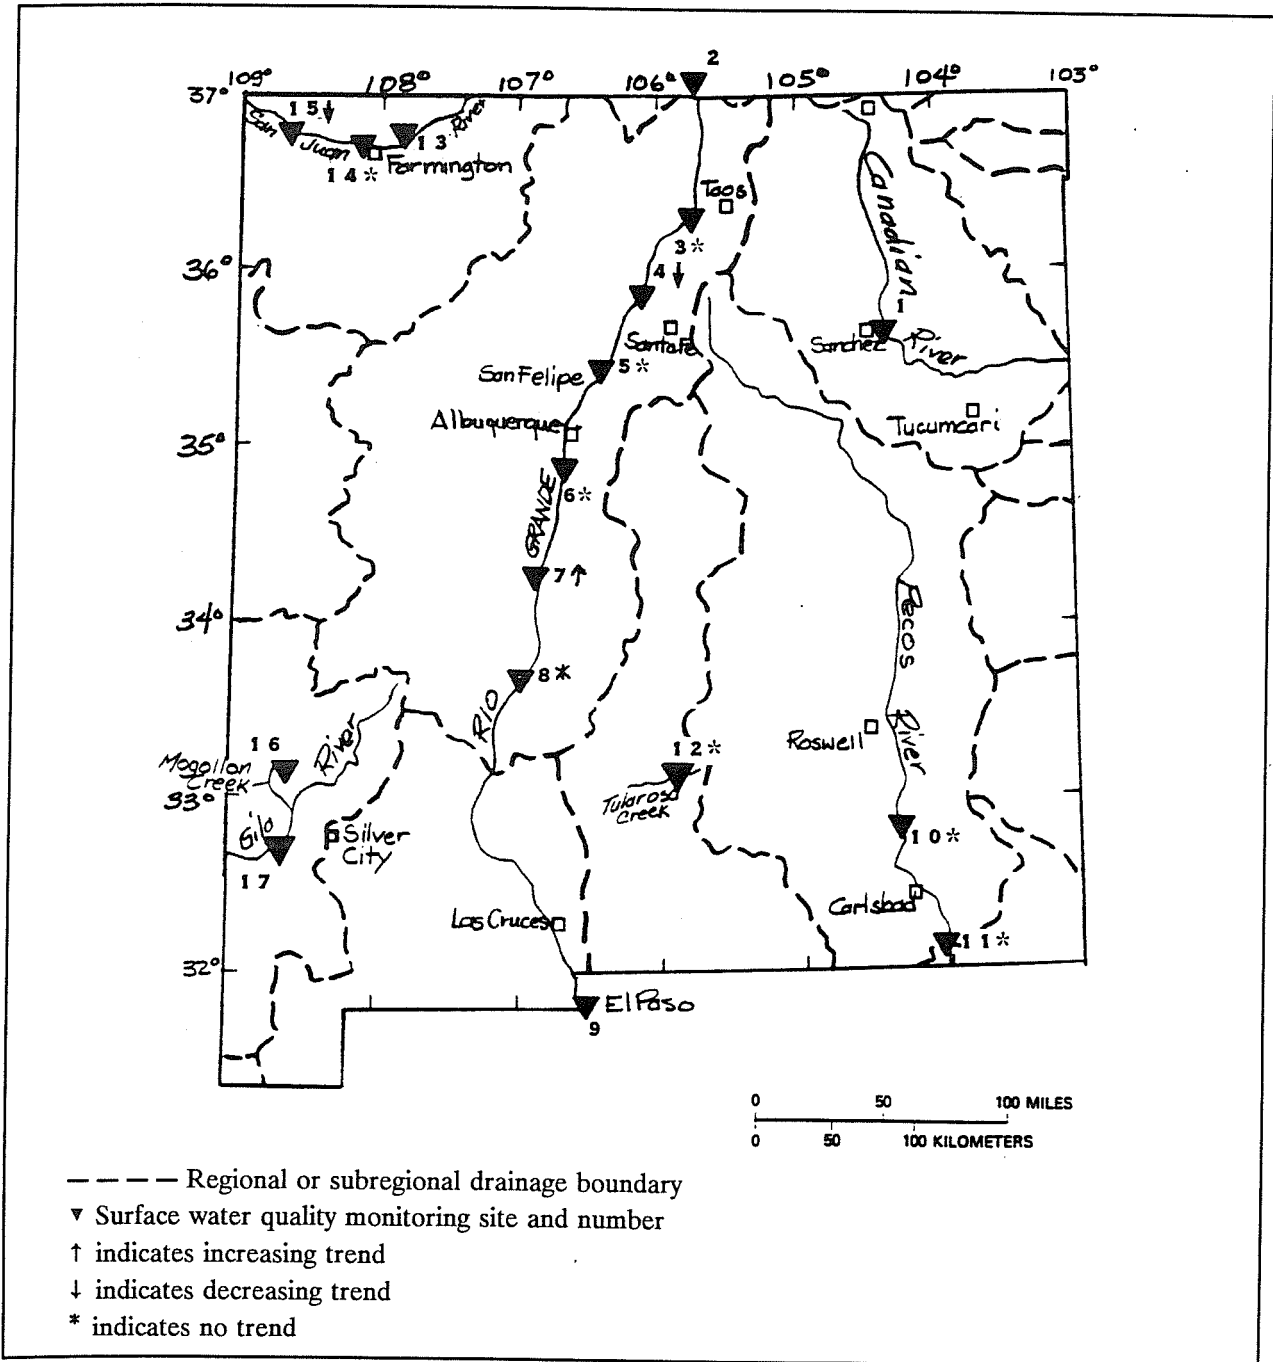 2
109° 108° 107° 106° 105° 104° 103°
37°
15↓
San Juan River
13
14*
Farmington
Taos
3*
Canadian River
36°
4↓
1
Santa Fe
Sanchez
San Felipe
5*
Albuquerque
Tucumcari
35°
6*
RIO GRANDE
7↑
34°
Pecos River
8*
16
Mogollon
Creek
Gila River
12*
Roswell
33°
Tularosa
Creek
Silver
City
10*
17
Carlsbad
Las Cruces
11*
32°
El Paso
9
0 50 100 MILES
0 50 100 KILOMETERS
Regional or subregional drainage boundary
▼ Surface water quality monitoring site and number
↑ indicates increasing trend
↓ indicates decreasing trend
* indicates no trend